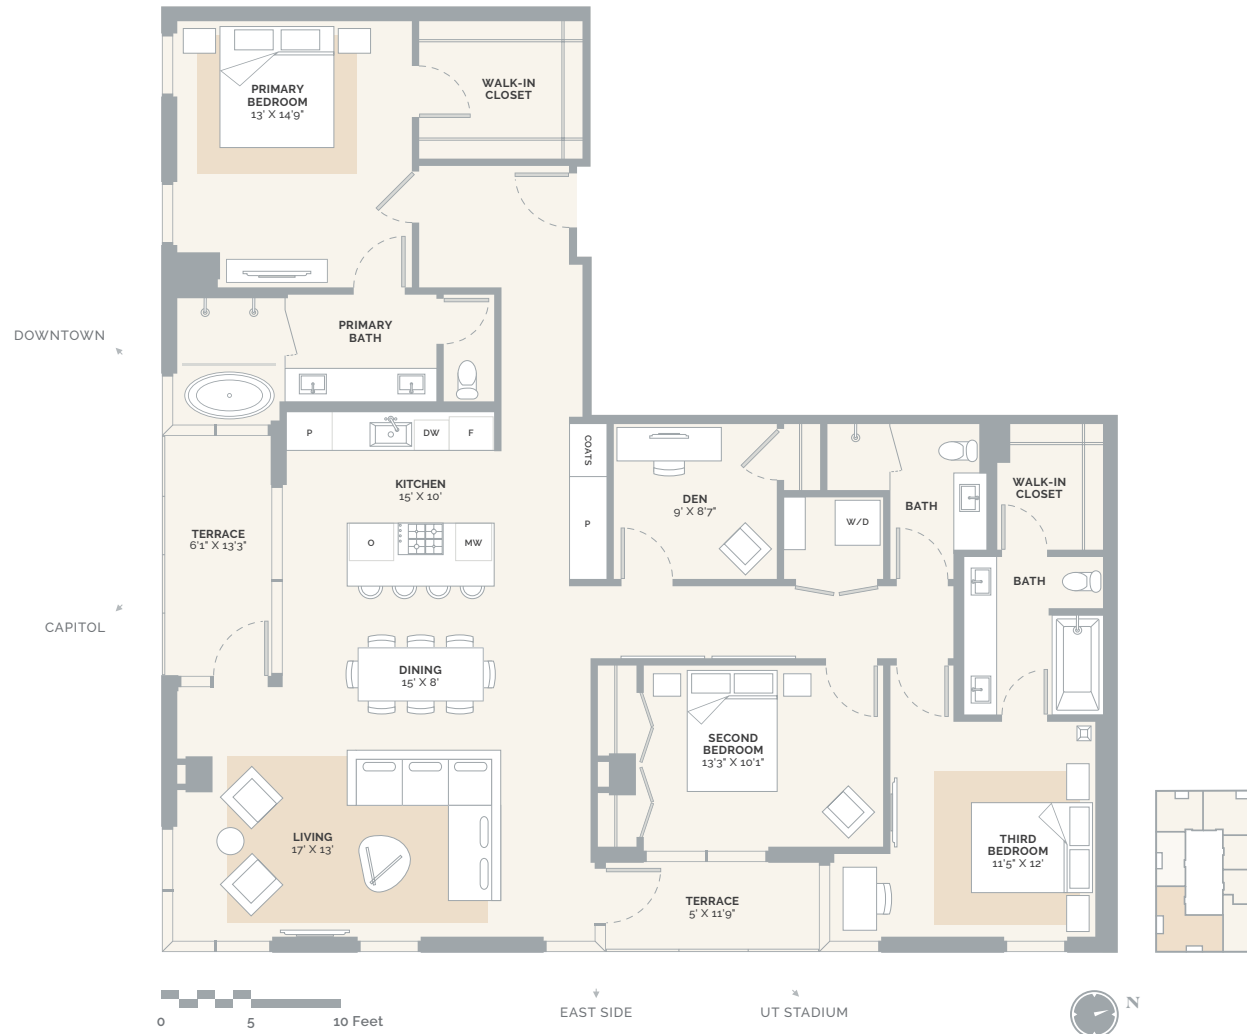 PRIMARY
BEDROOM
13' X 14'9"
WALK-IN
CLOSET
DOWNTOWN
PRIMARY
BATH
P
DW
F
COATS
KITCHEN
15' X 10'
DEN
9' X 8'7"
WALK-IN
CLOSET
BATH
W/D
P
TERRACE
6'1" X 13'3"
O
MW
BATH
CAPITOL
DINING
15' X 8'
SECOND
BEDROOM
13'3" X 10'1"
LIVING
17' X 13'
THIRD
BEDROOM
11'5" X 12'
TERRACE
5' X 11'9"
EAST SIDE
UT STADIUM
N
0 5 10 Feet